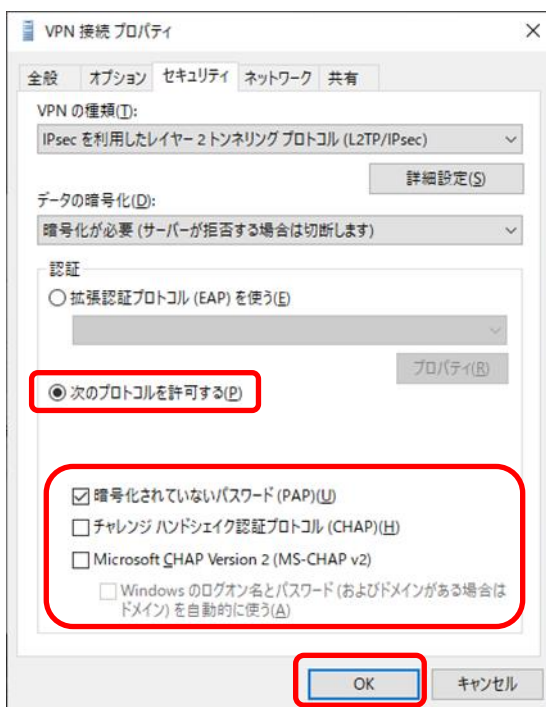 VPN 接続 プロパティ
全般 オプション セキュリティ ネットワーク 共有
VPN の種類(T):
IPsec を利用したレイヤー 2 トンネリング プロトコル (L2TP/IPsec)
詳細設定(S)
データの暗号化(D):
暗号化が必要 (サーバーが拒否する場合は切断します)
認証
拡張認証プロトコル (EAP) を使う(E)
プロパティ(R)
次のプロトコルを許可する(P)
暗号化されていないパスワード (PAP)(U)
チャレンジ ハンドシェイク認証プロトコル (CHAP)(H)
Microsoft CHAP Version 2 (MS-CHAP v2)
Windows のログオン名とパスワード (およびドメインがある場合は
ドメイン) を自動的に使う(A)
OK キャンセル